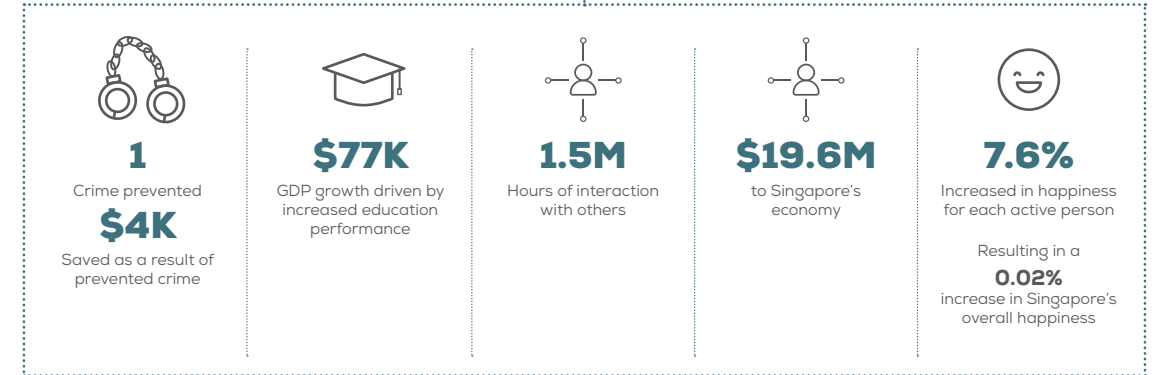 1
Crime prevented
$4K
Saved as a result of
prevented crime
$77K
GDP growth driven by
increased education
performance
1.5M
Hours of interaction
with others
$19.6M
to Singapore's
economy
7.6%
Increased in happiness
for each active person
Resulting in a
0.02%
increase in Singapore's
overall happiness